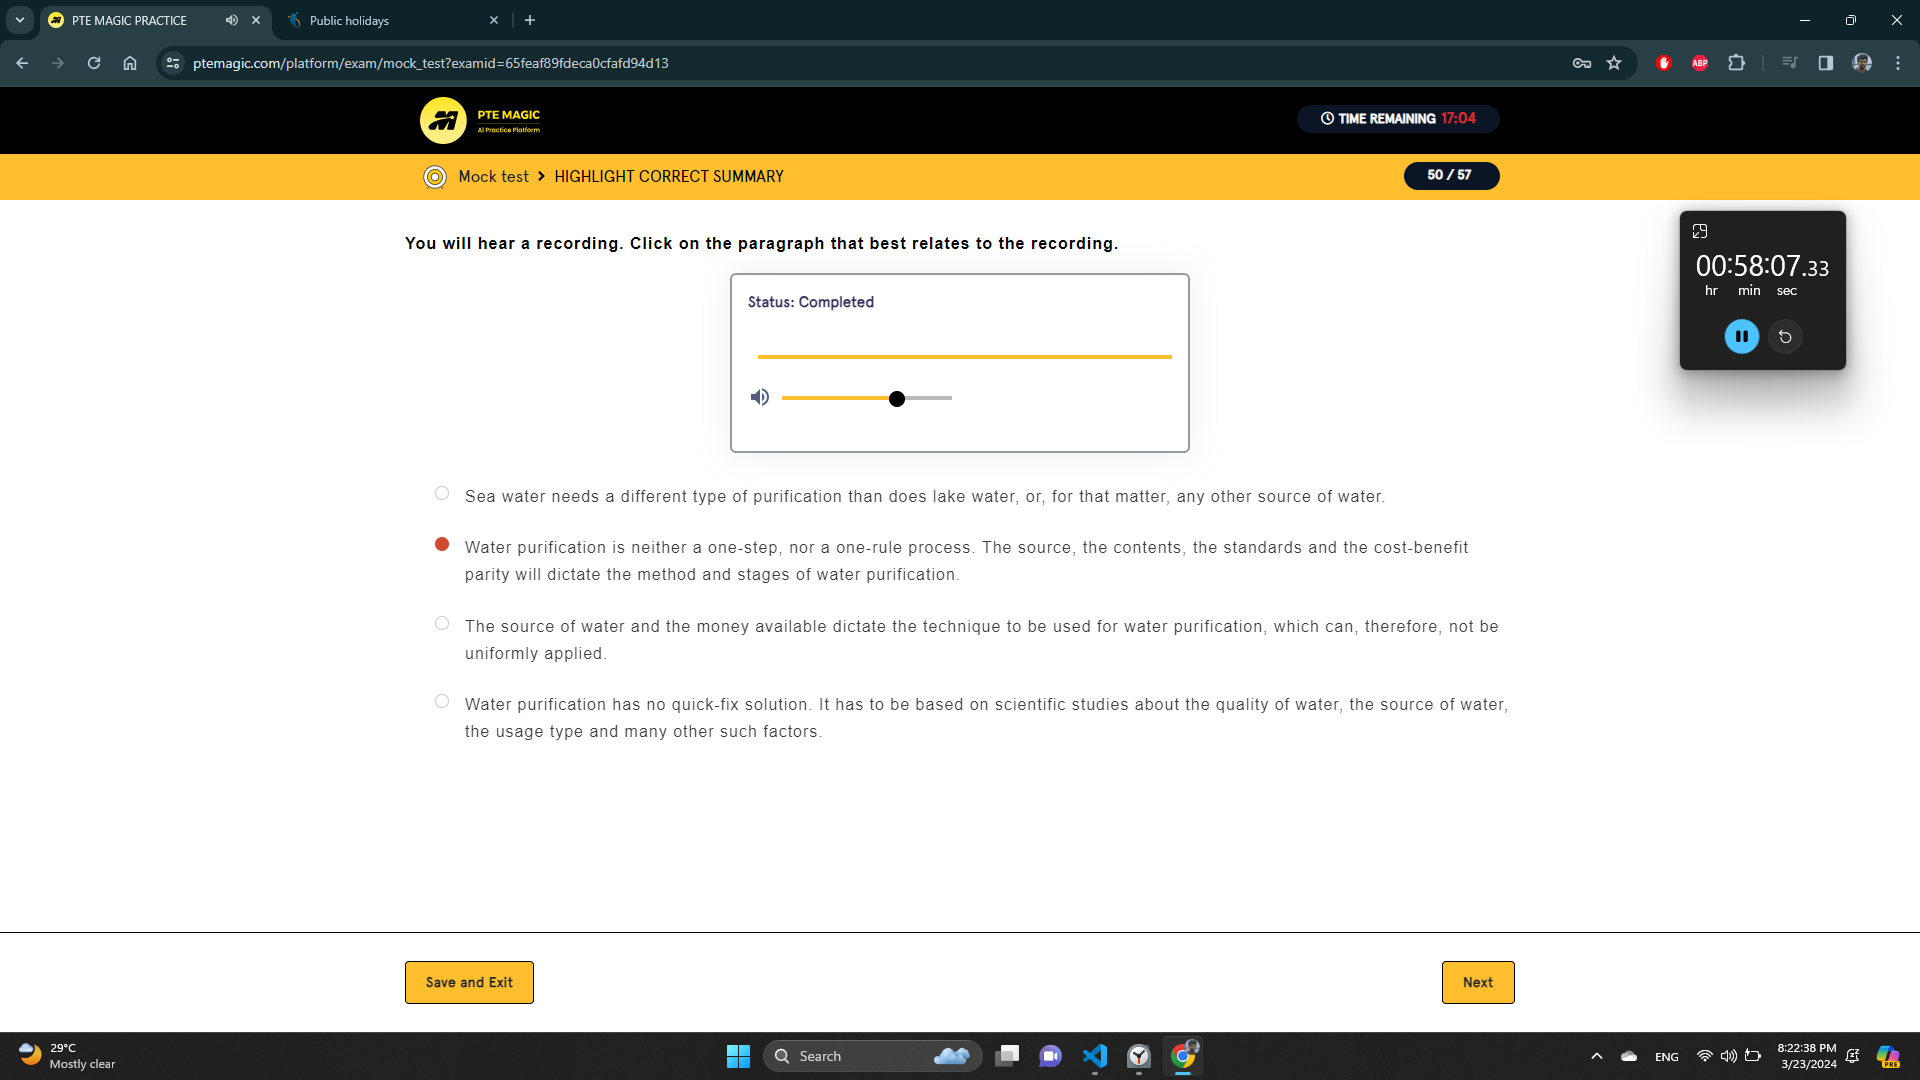 PTE MAGIC PRACTICE
Public holidays
ptemagic.com/platform/exam/mock_test?examid=65feaf89fdeca0cfafd94d13
ABP
PTE MAGIC
AI Practice Platform
TIME REMAINING 17:04
Mock test > HIGHLIGHT CORRECT SUMMARY
50 / 57
You will hear a recording. Click on the paragraph that best relates to the recording.
00:58:07.33
hr min sec
Status: Completed
Sea water needs a different type of purification than does lake water, or, for that matter, any other source of water.
Water purification is neither a one-step, nor a one-rule process. The source, the contents, the standards and the cost-benefit
parity will dictate the method and stages of water purification.
The source of water and the money available dictate the technique to be used for water purification, which can, therefore, not be
uniformly applied.
Water purification has no quick-fix solution. It has to be based on scientific studies about the quality of water, the source of water,
the usage type and many other such factors.
Save and Exit
Next
29°C
Mostly clear
Search
ENG
8:22:38 PM
3/23/2024
PRE